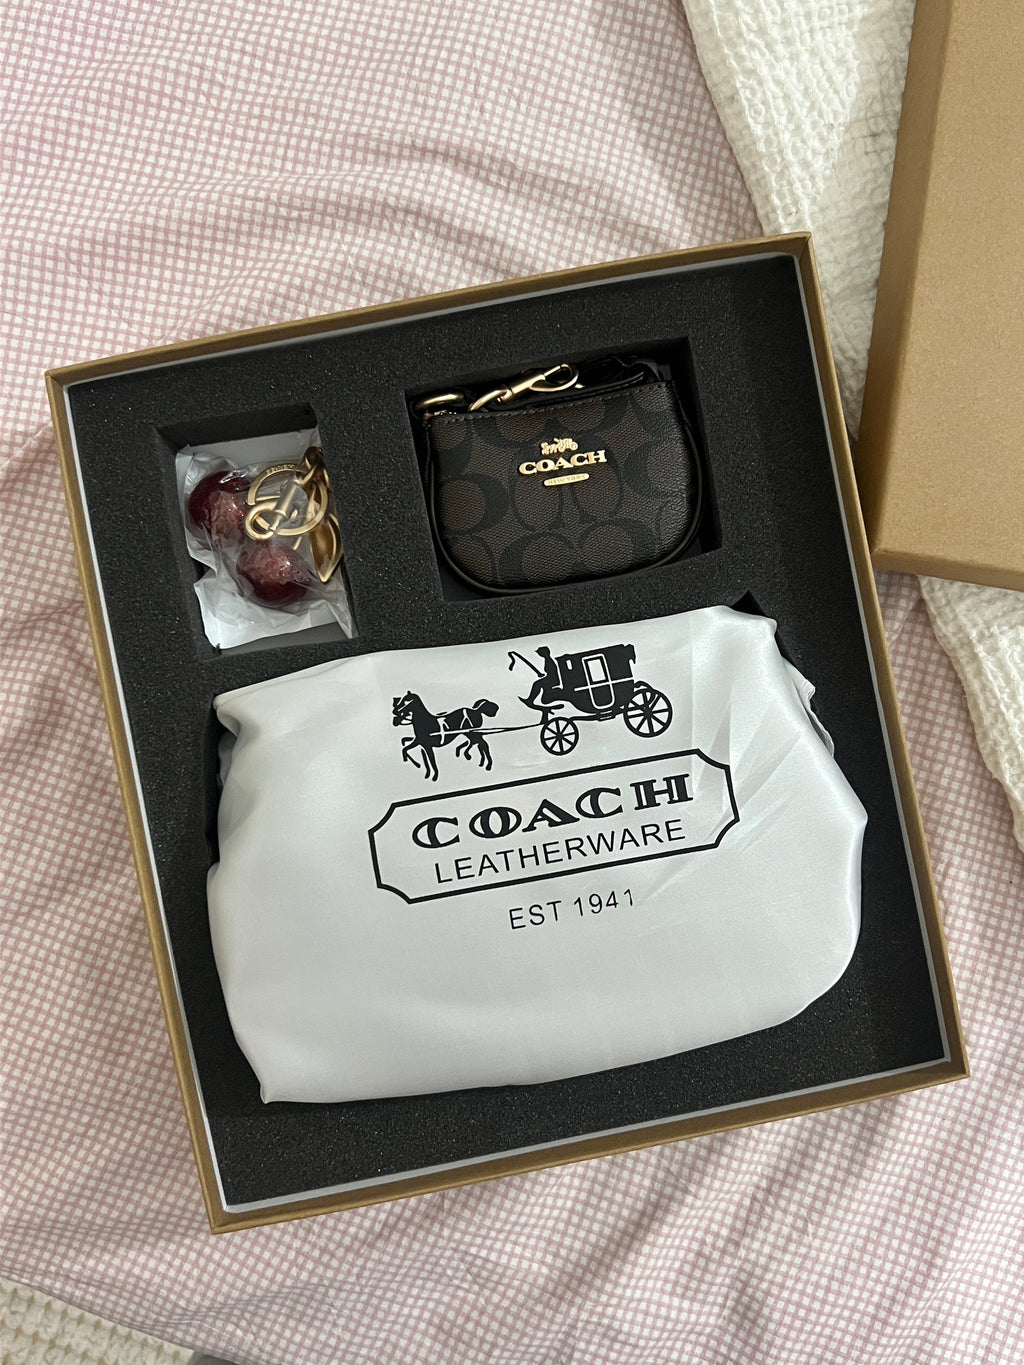 COACH
NEW YORK
COACH
LEATHERWARE
EST 1941